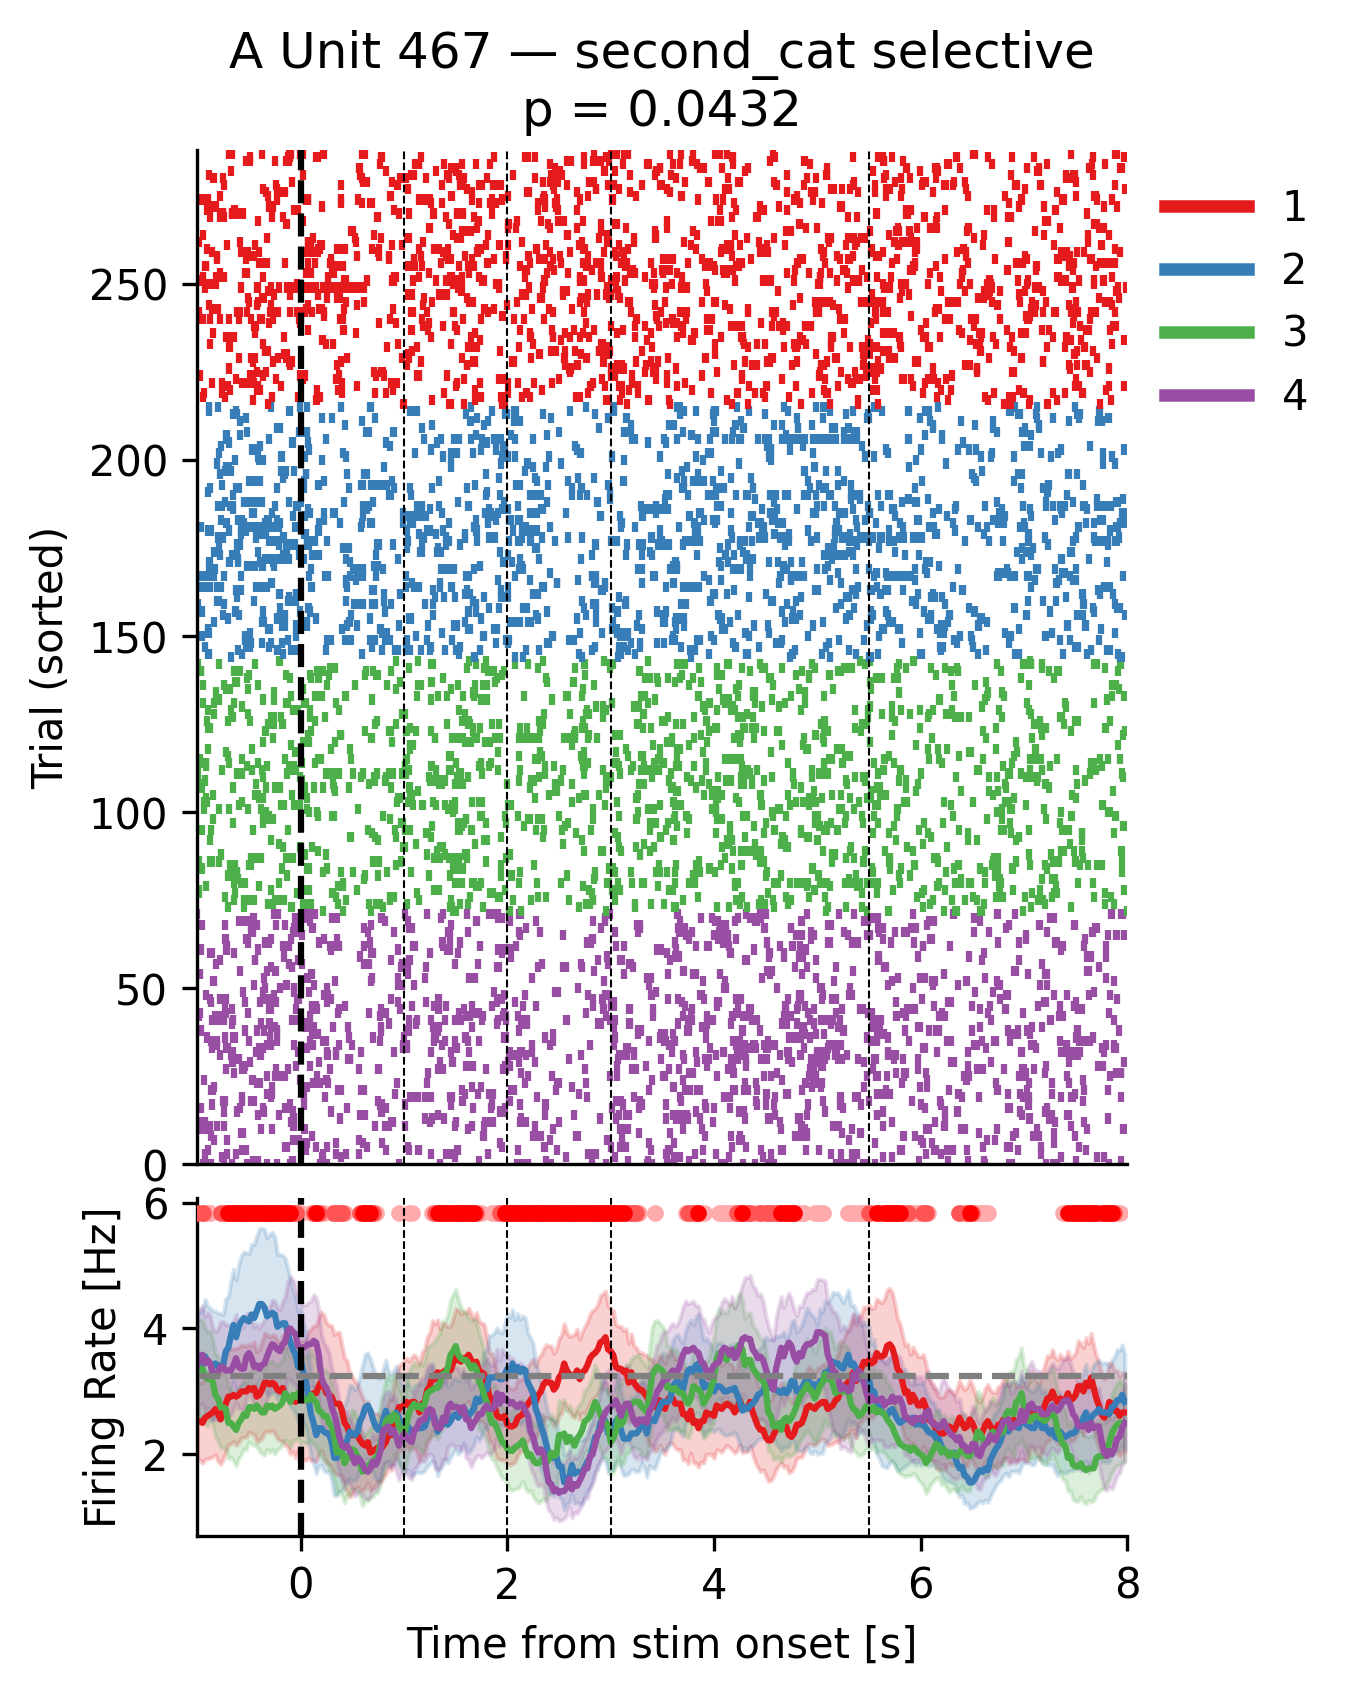 A Unit 467 — second_cat selective
p = 0.0432
1
2
3
4
250
200
150
100
50
0
Trial (sorted)
6
4
2
Firing Rate [Hz]
0 2 4 6 8
Time from stim onset [s]